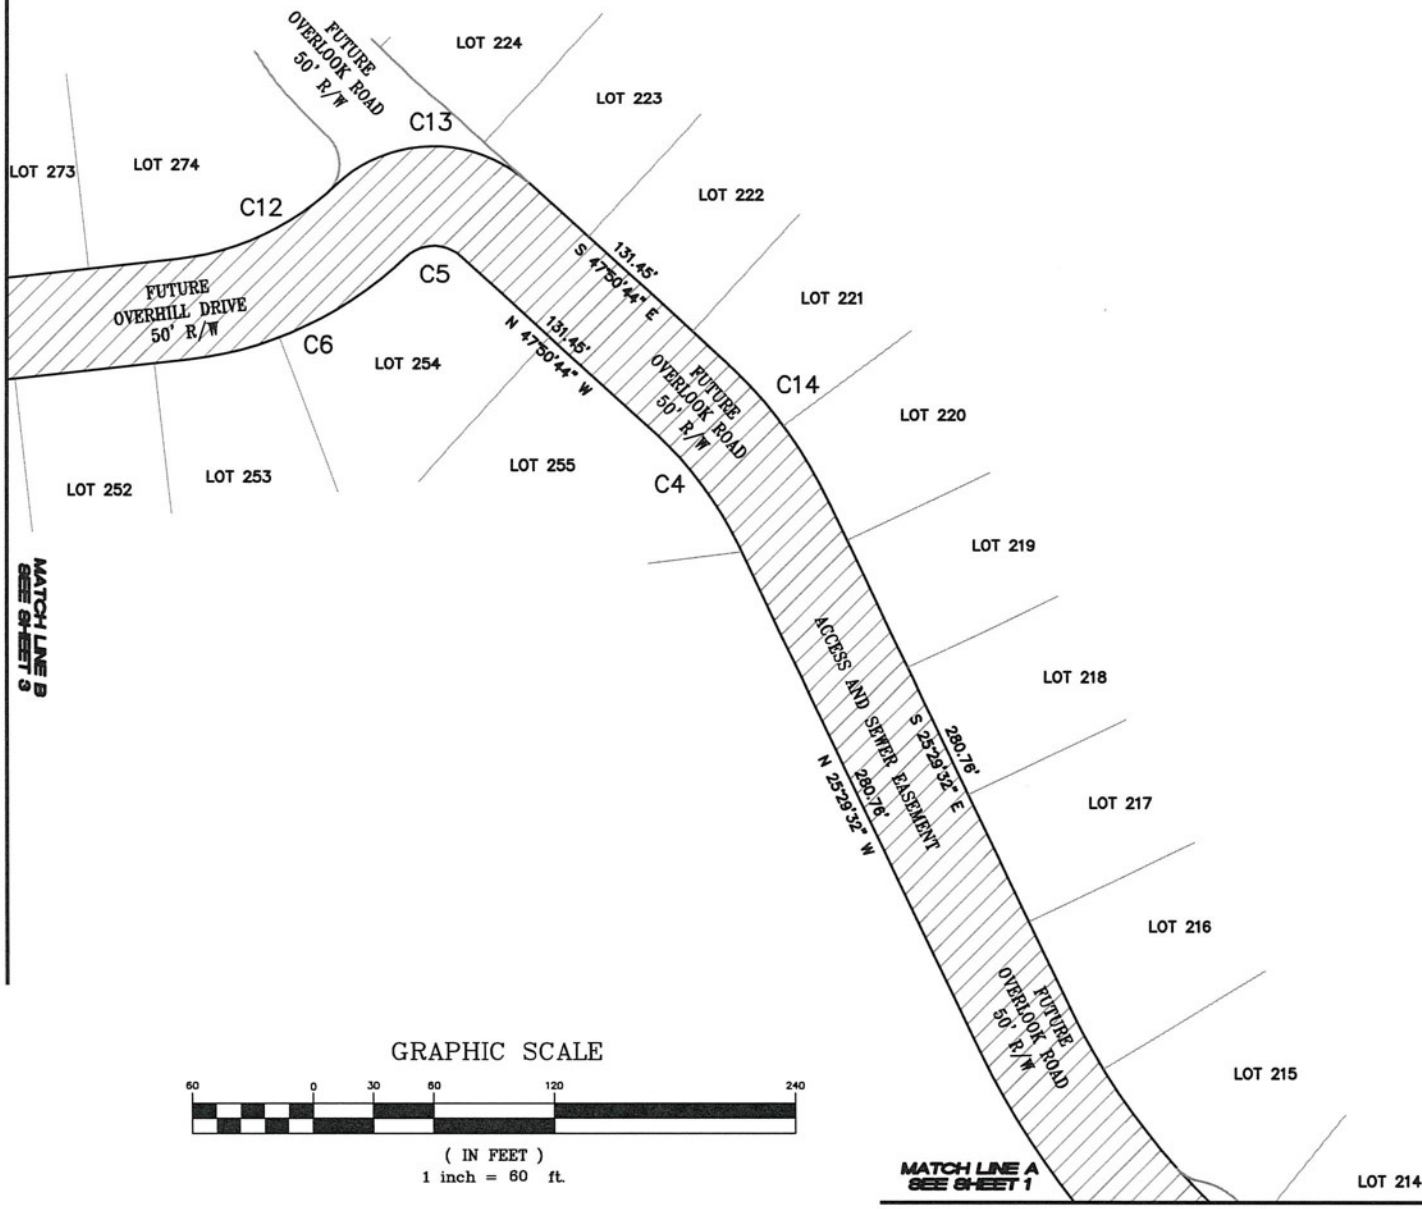 FUTURE
OVERLOOK ROAD
50' R/W
LOT 224
LOT 223
C13
LOT 273
LOT 274
LOT 222
C12
131.45'
S 47°50'44" E
C5
FUTURE
OVERHILL DRIVE
50' R/W
LOT 221
131.45'
N 47°50'44" W
C6
LOT 254
FUTURE
OVERLOOK ROAD
50' R/W
C14
LOT 220
LOT 255
LOT 253
LOT 252
C4
LOT 219
MATCH LINE B
SEE SHEET 3
ACCESS AND SEWER EASEMENT
LOT 218
280.76'
S 25°29'32" E
280.76'
N 25°29'32" W
LOT 217
LOT 216
FUTURE
OVERLOOK ROAD
50' R/W
LOT 215
GRAPHIC SCALE
60 0 30 60 120 240
( IN FEET )
1 inch = 60 ft.
MATCH LINE A
SEE SHEET 1
LOT 214